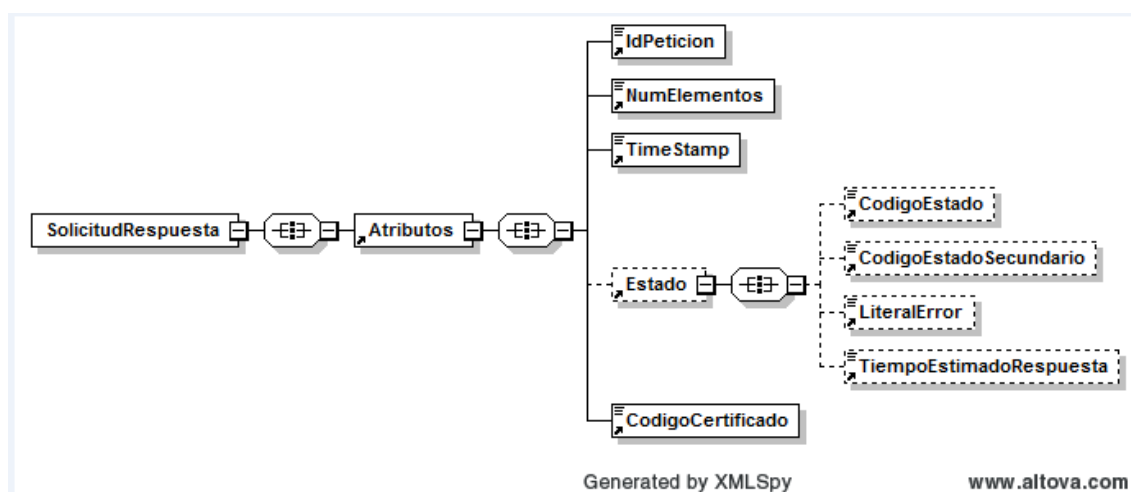 IdPeticion
NumElementos
TimeStamp
SolicitudRespuesta
Atributos
Estado
CodigoEstado
CodigoEstadoSecundario
LiteralError
TiempoEstimadoRespuesta
CodigoCertificado
Generated by XMLSpy
www.altova.com